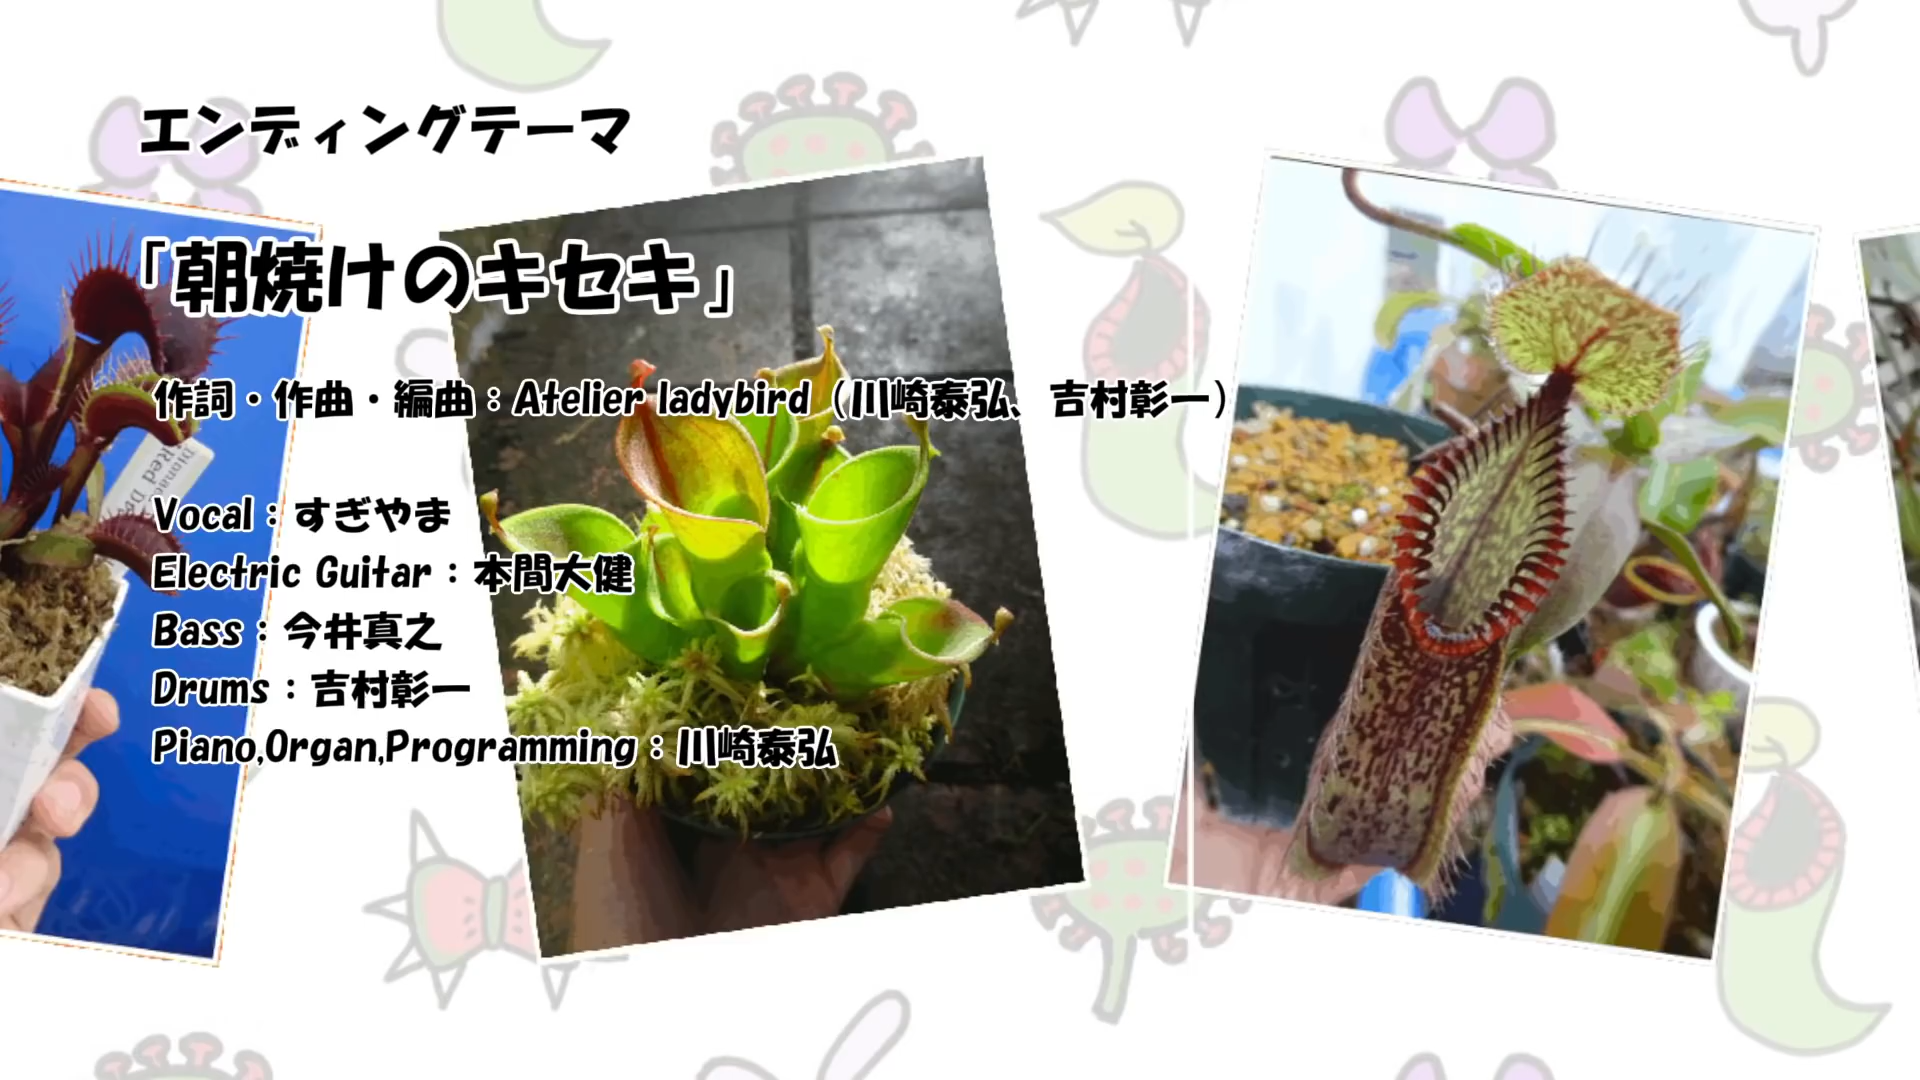 エンディングテーマ
「朝焼けのキセキ」
作詞・作曲・編曲：Atelier ladybird（川崎泰弘、吉村彰一）
Vocal：すぎやま
Electric Guitar：本間大健
Bass：今井真之
Drums：吉村彰一
Piano,Organ,Programming：川崎泰弘